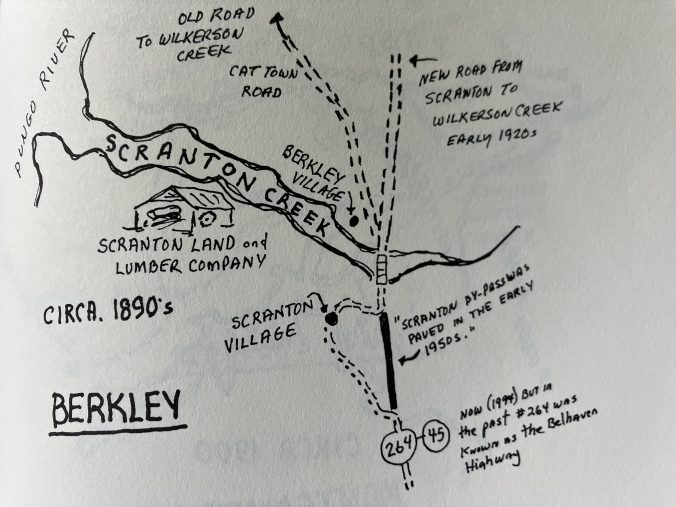 OLD ROAD
TO WILKERSON
CREEK
CAT TOWN
ROAD
NEW ROAD FROM
SCRANTON TO
WILKERSON CREEK
EARLY 1920s
PUNGO RIVER
SCRANTON CREEK
BERKLEY
VILLAGE
SCRANTON LAND and
LUMBER COMPANY
CIRCA. 1890's
SCRANTON
VILLAGE
"SCRANTON BY-PASS WAS
PAVED IN THE EARLY
1950s."
BERKLEY
264
45
NOW (1994) BUT in
the past #264 was
KNOWN AS the Belhaven
Highway